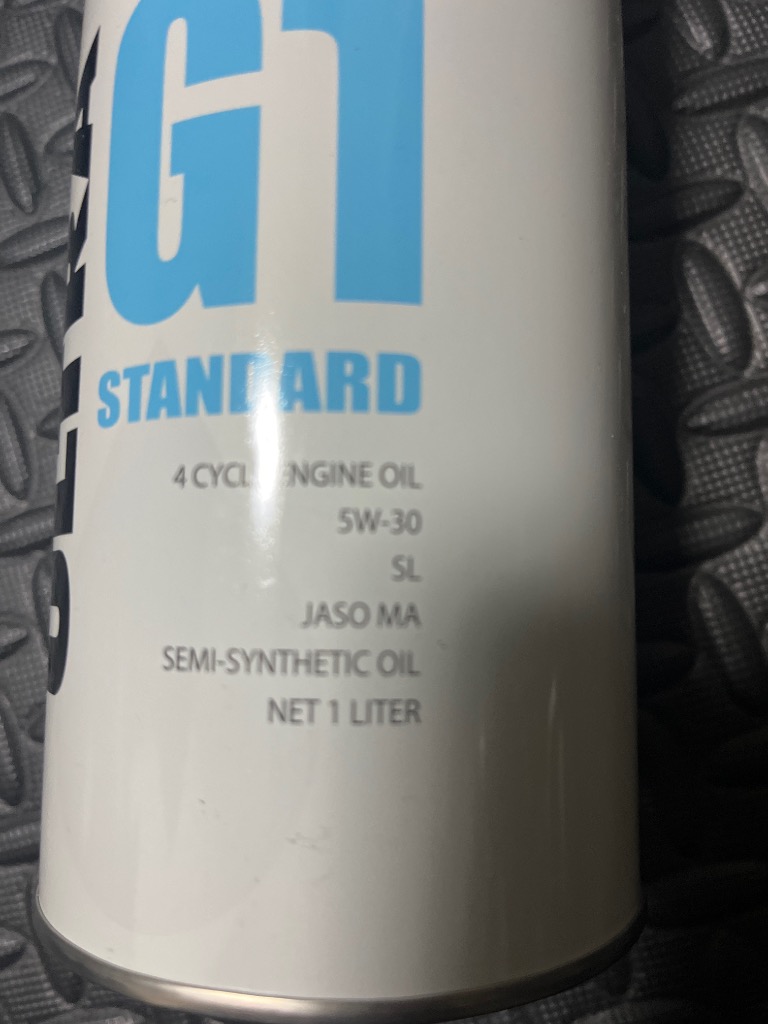 G1
STANDARD
4 CYCLE ENGINE OIL
5W-30
SL
JASO MA
SEMI-SYNTHETIC OIL
NET 1 LITER